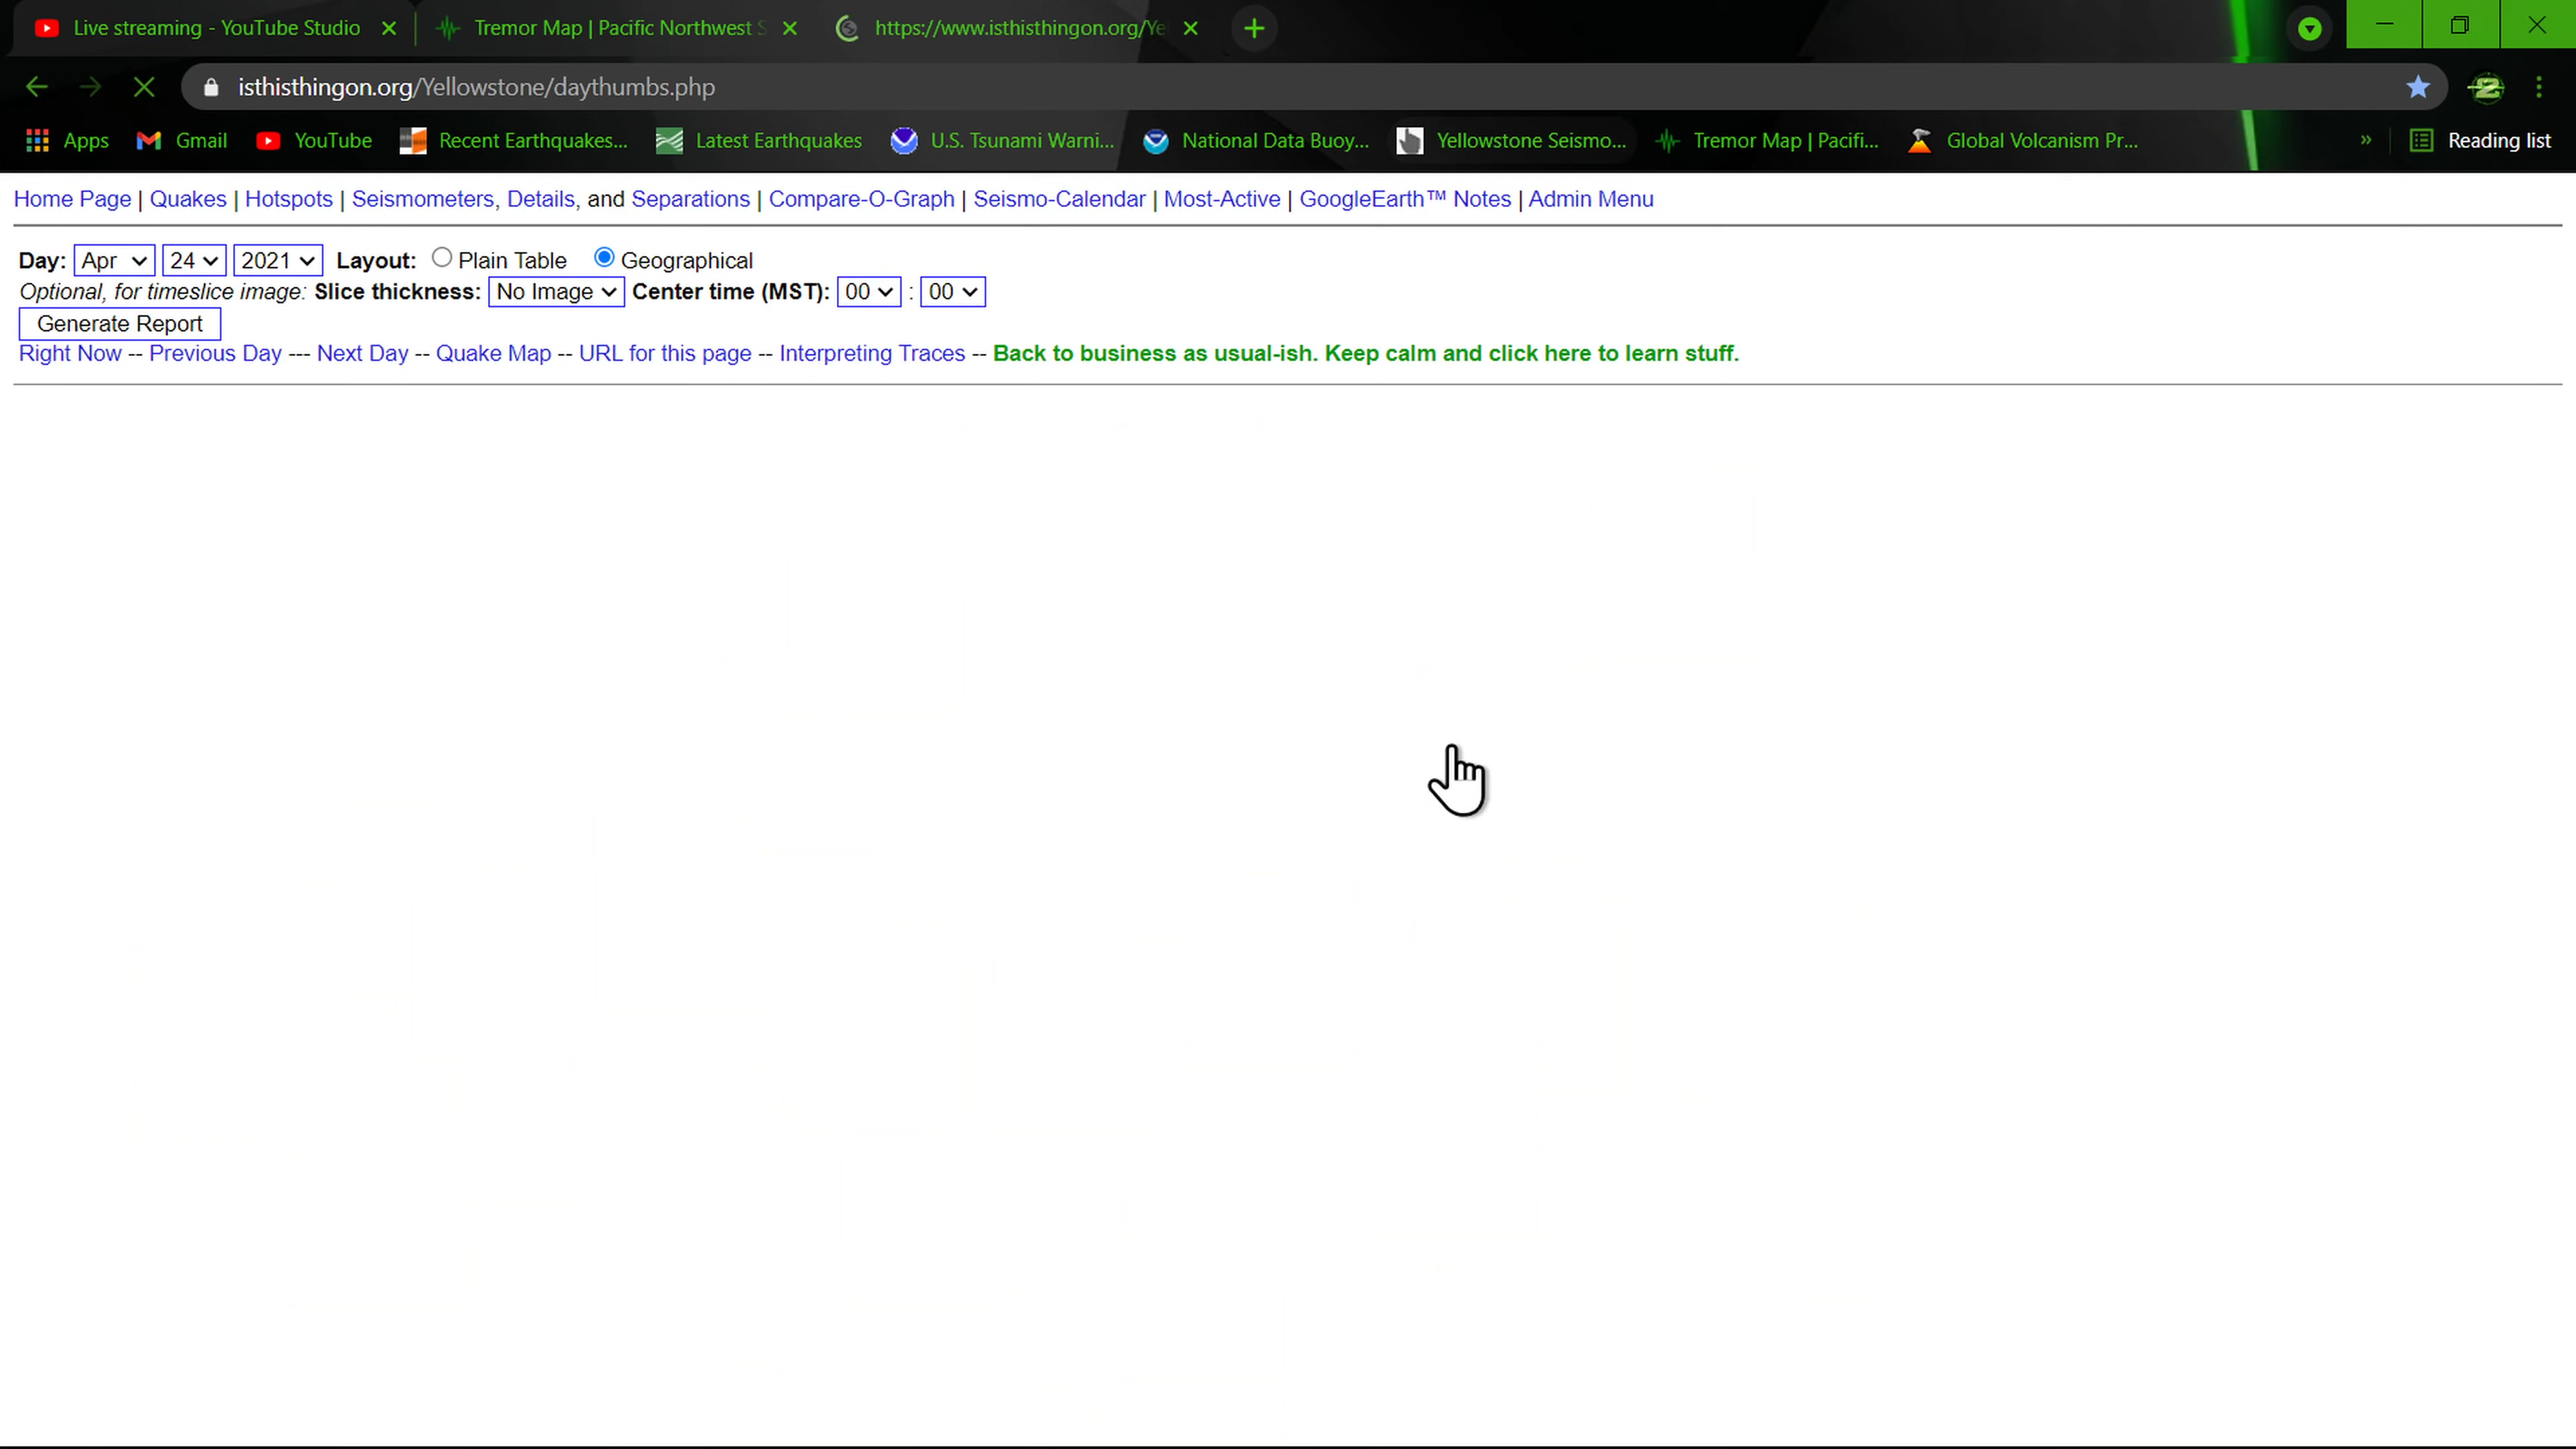 Live streaming - YouTube Studio
Tremor Map | Pacific Northwest S
https://www.isthisthingon.org/Ye
isthisthingon.org/Yellowstone/daythumbs.php
Apps Gmail YouTube Recent Earthquakes... Latest Earthquakes U.S. Tsunami Warni... National Data Buoy... Yellowstone Seismo... Tremor Map | Pacifi... Global Volcanism Pr... » Reading list
Home Page | Quakes | Hotspots | Seismometers, Details, and Separations | Compare-O-Graph | Seismo-Calendar | Most-Active | GoogleEarth™ Notes | Admin Menu
Day: Apr 24 2021 Layout: Plain Table Geographical
Optional, for timeslice image: Slice thickness: No Image Center time (MST): 00 : 00
Generate Report
Right Now -- Previous Day --- Next Day -- Quake Map -- URL for this page -- Interpreting Traces -- Back to business as usual-ish. Keep calm and click here to learn stuff.